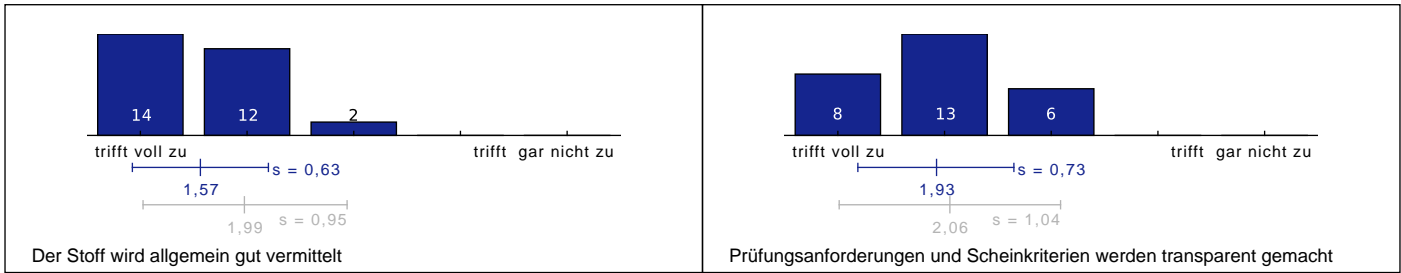 14 12 2
trifft voll zu trifft gar nicht zu
s = 0,63
1,57
s = 0,95
1,99
Der Stoff wird allgemein gut vermittelt
8 13 6
trifft voll zu trifft gar nicht zu
s = 0,73
1,93
s = 1,04
2,06
Prüfungsanforderungen und Scheinkriterien werden transparent gemacht